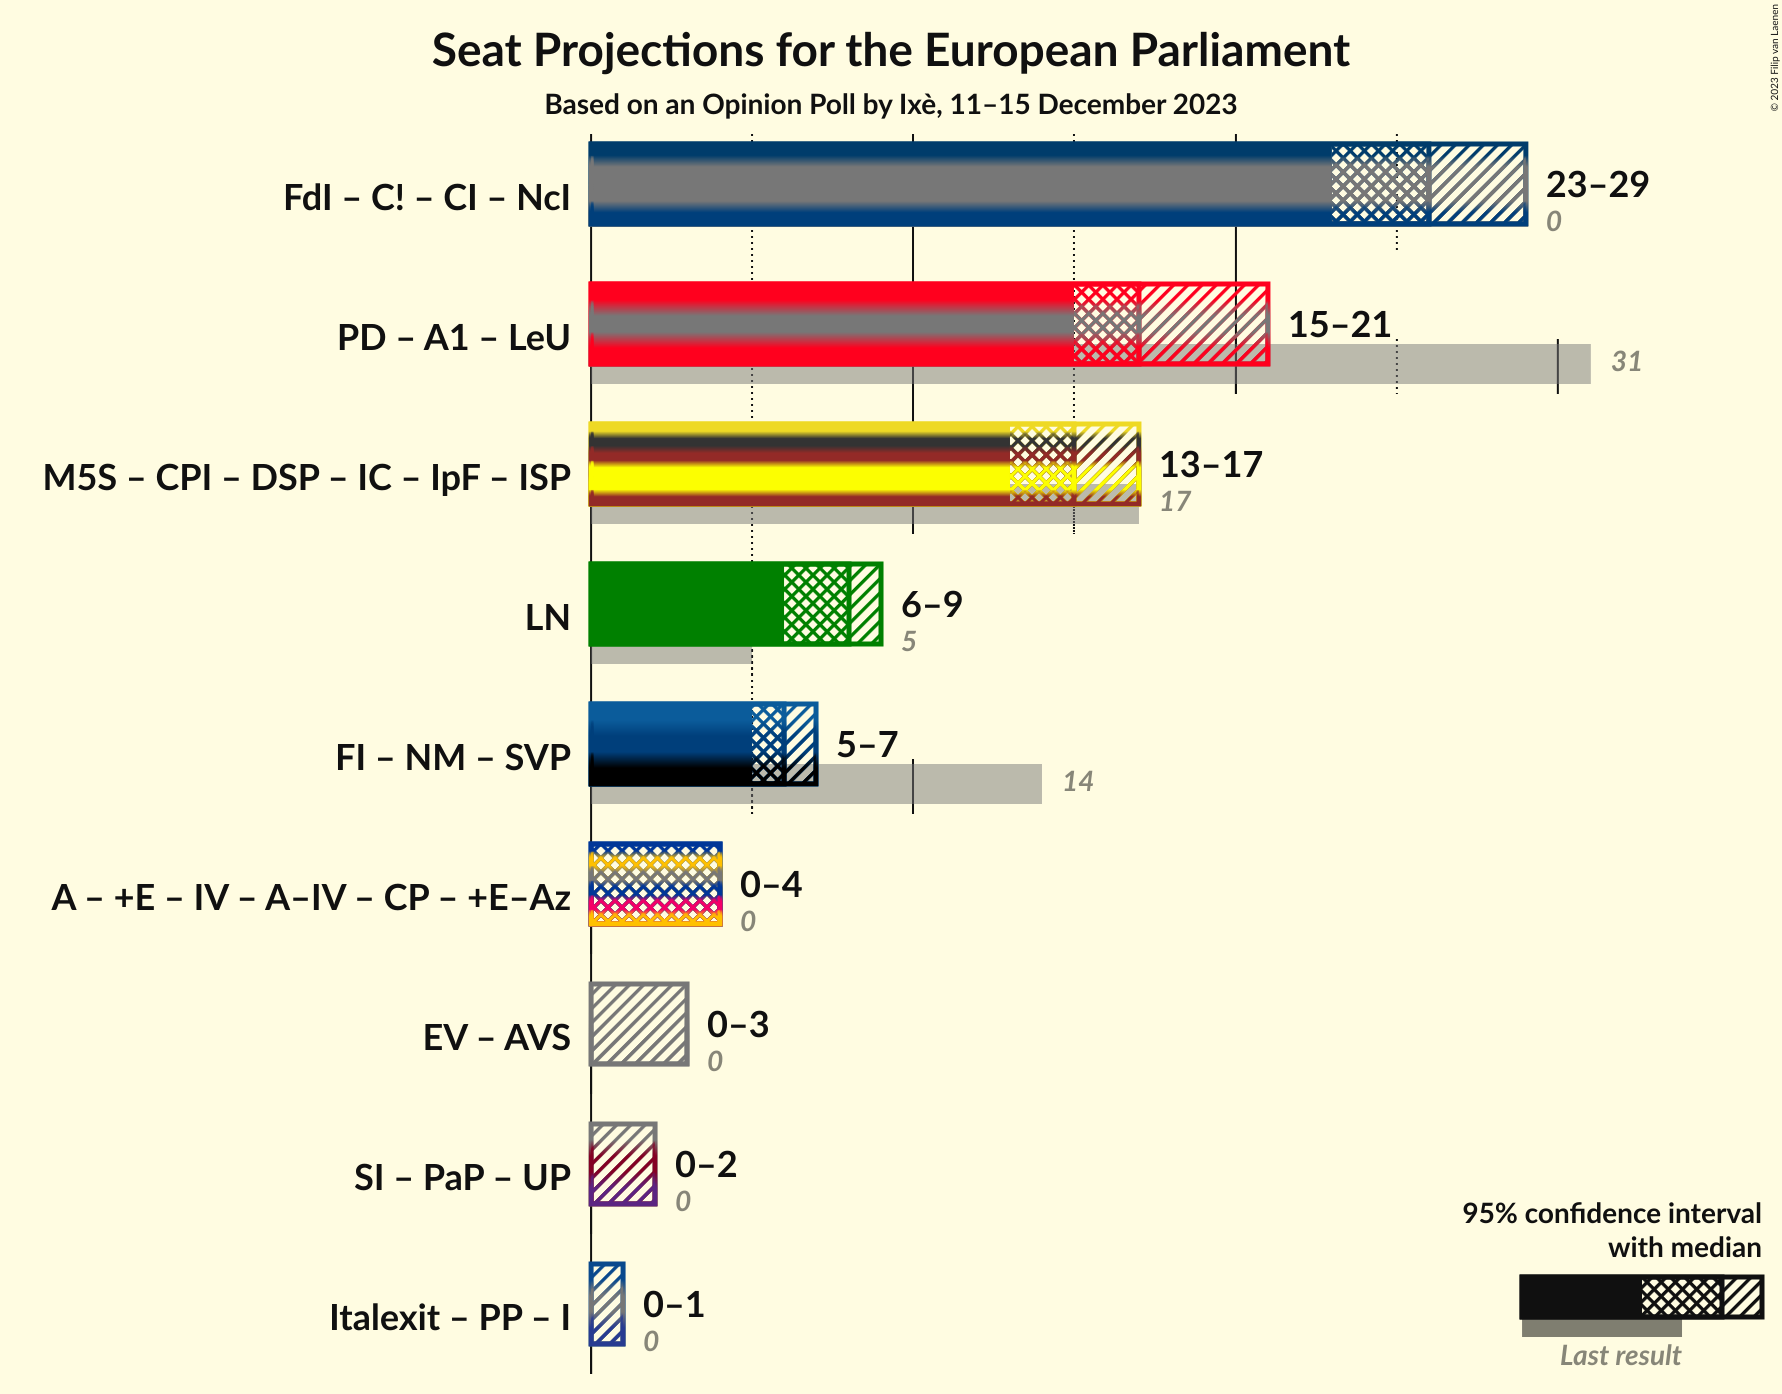 Seat Projections for the European Parliament
Based on an Opinion Poll by Ixè, 11–15 December 2023
© 2023 Filip van Laenen
FdI – C! – CI – NcI
23–29
0
PD – A1 – LeU
15–21
31
M5S – CPI – DSP – IC – IpF – ISP
13–17
17
LN
6–9
5
FI – NM – SVP
5–7
14
A – +E – IV – A–IV – CP – +E–Az
0–4
0
EV – AVS
0–3
0
SI – PaP – UP
0–2
0
Italexit – PP – I
0–1
0
95% confidence interval
with median
Last result